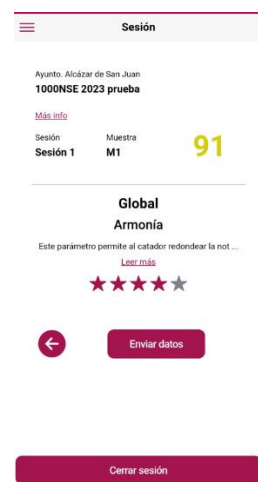 Sesión
Ayunto. Alcázar de San Juan
1000NSE 2023 prueba
Más info
Sesión Muestra
Sesión 1 M1 91
Global
Armonía
Este parámetro permite al catador redondear la not ...
Leer más
Enviar datos
Cerrar sesión